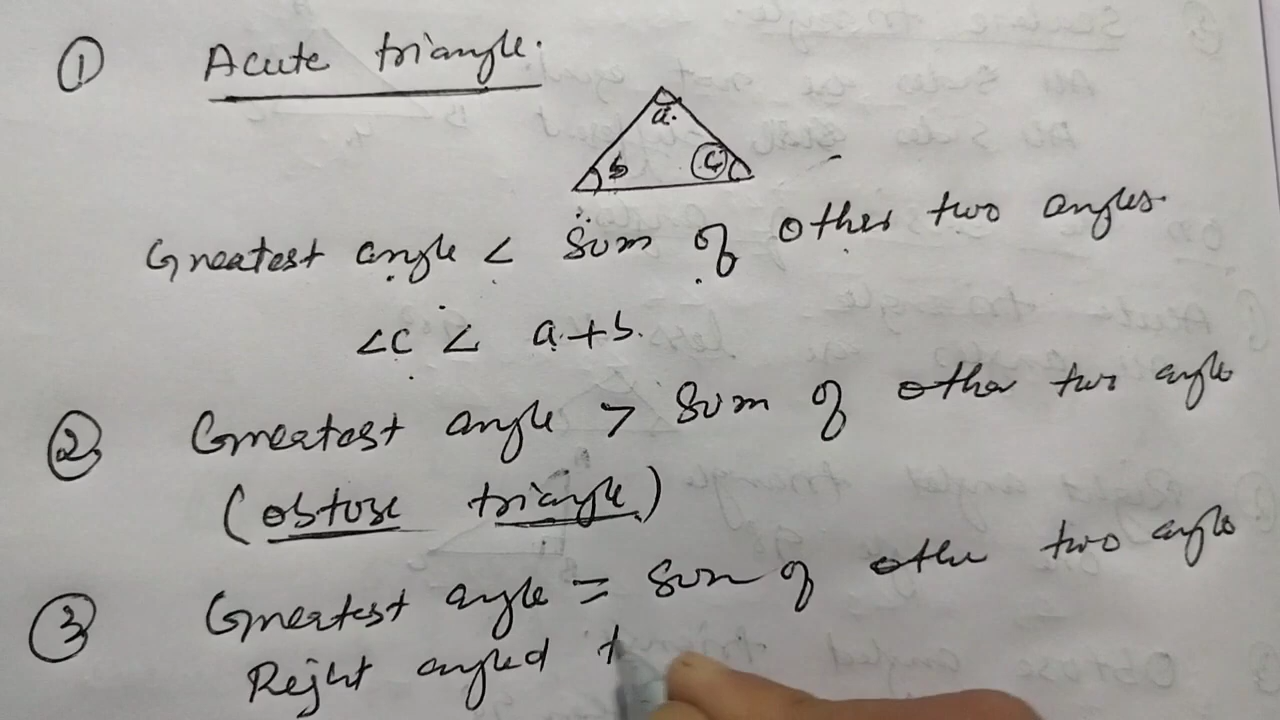 ① Acute triangle.
a.
b
c
Greatest angle < Sum of other two angles.
∠c < a+b.
② Greatest angle > Sum of other two angle
(obtuse triangle)
③ Greatest angle = Sum of othe two angle
Right angled t